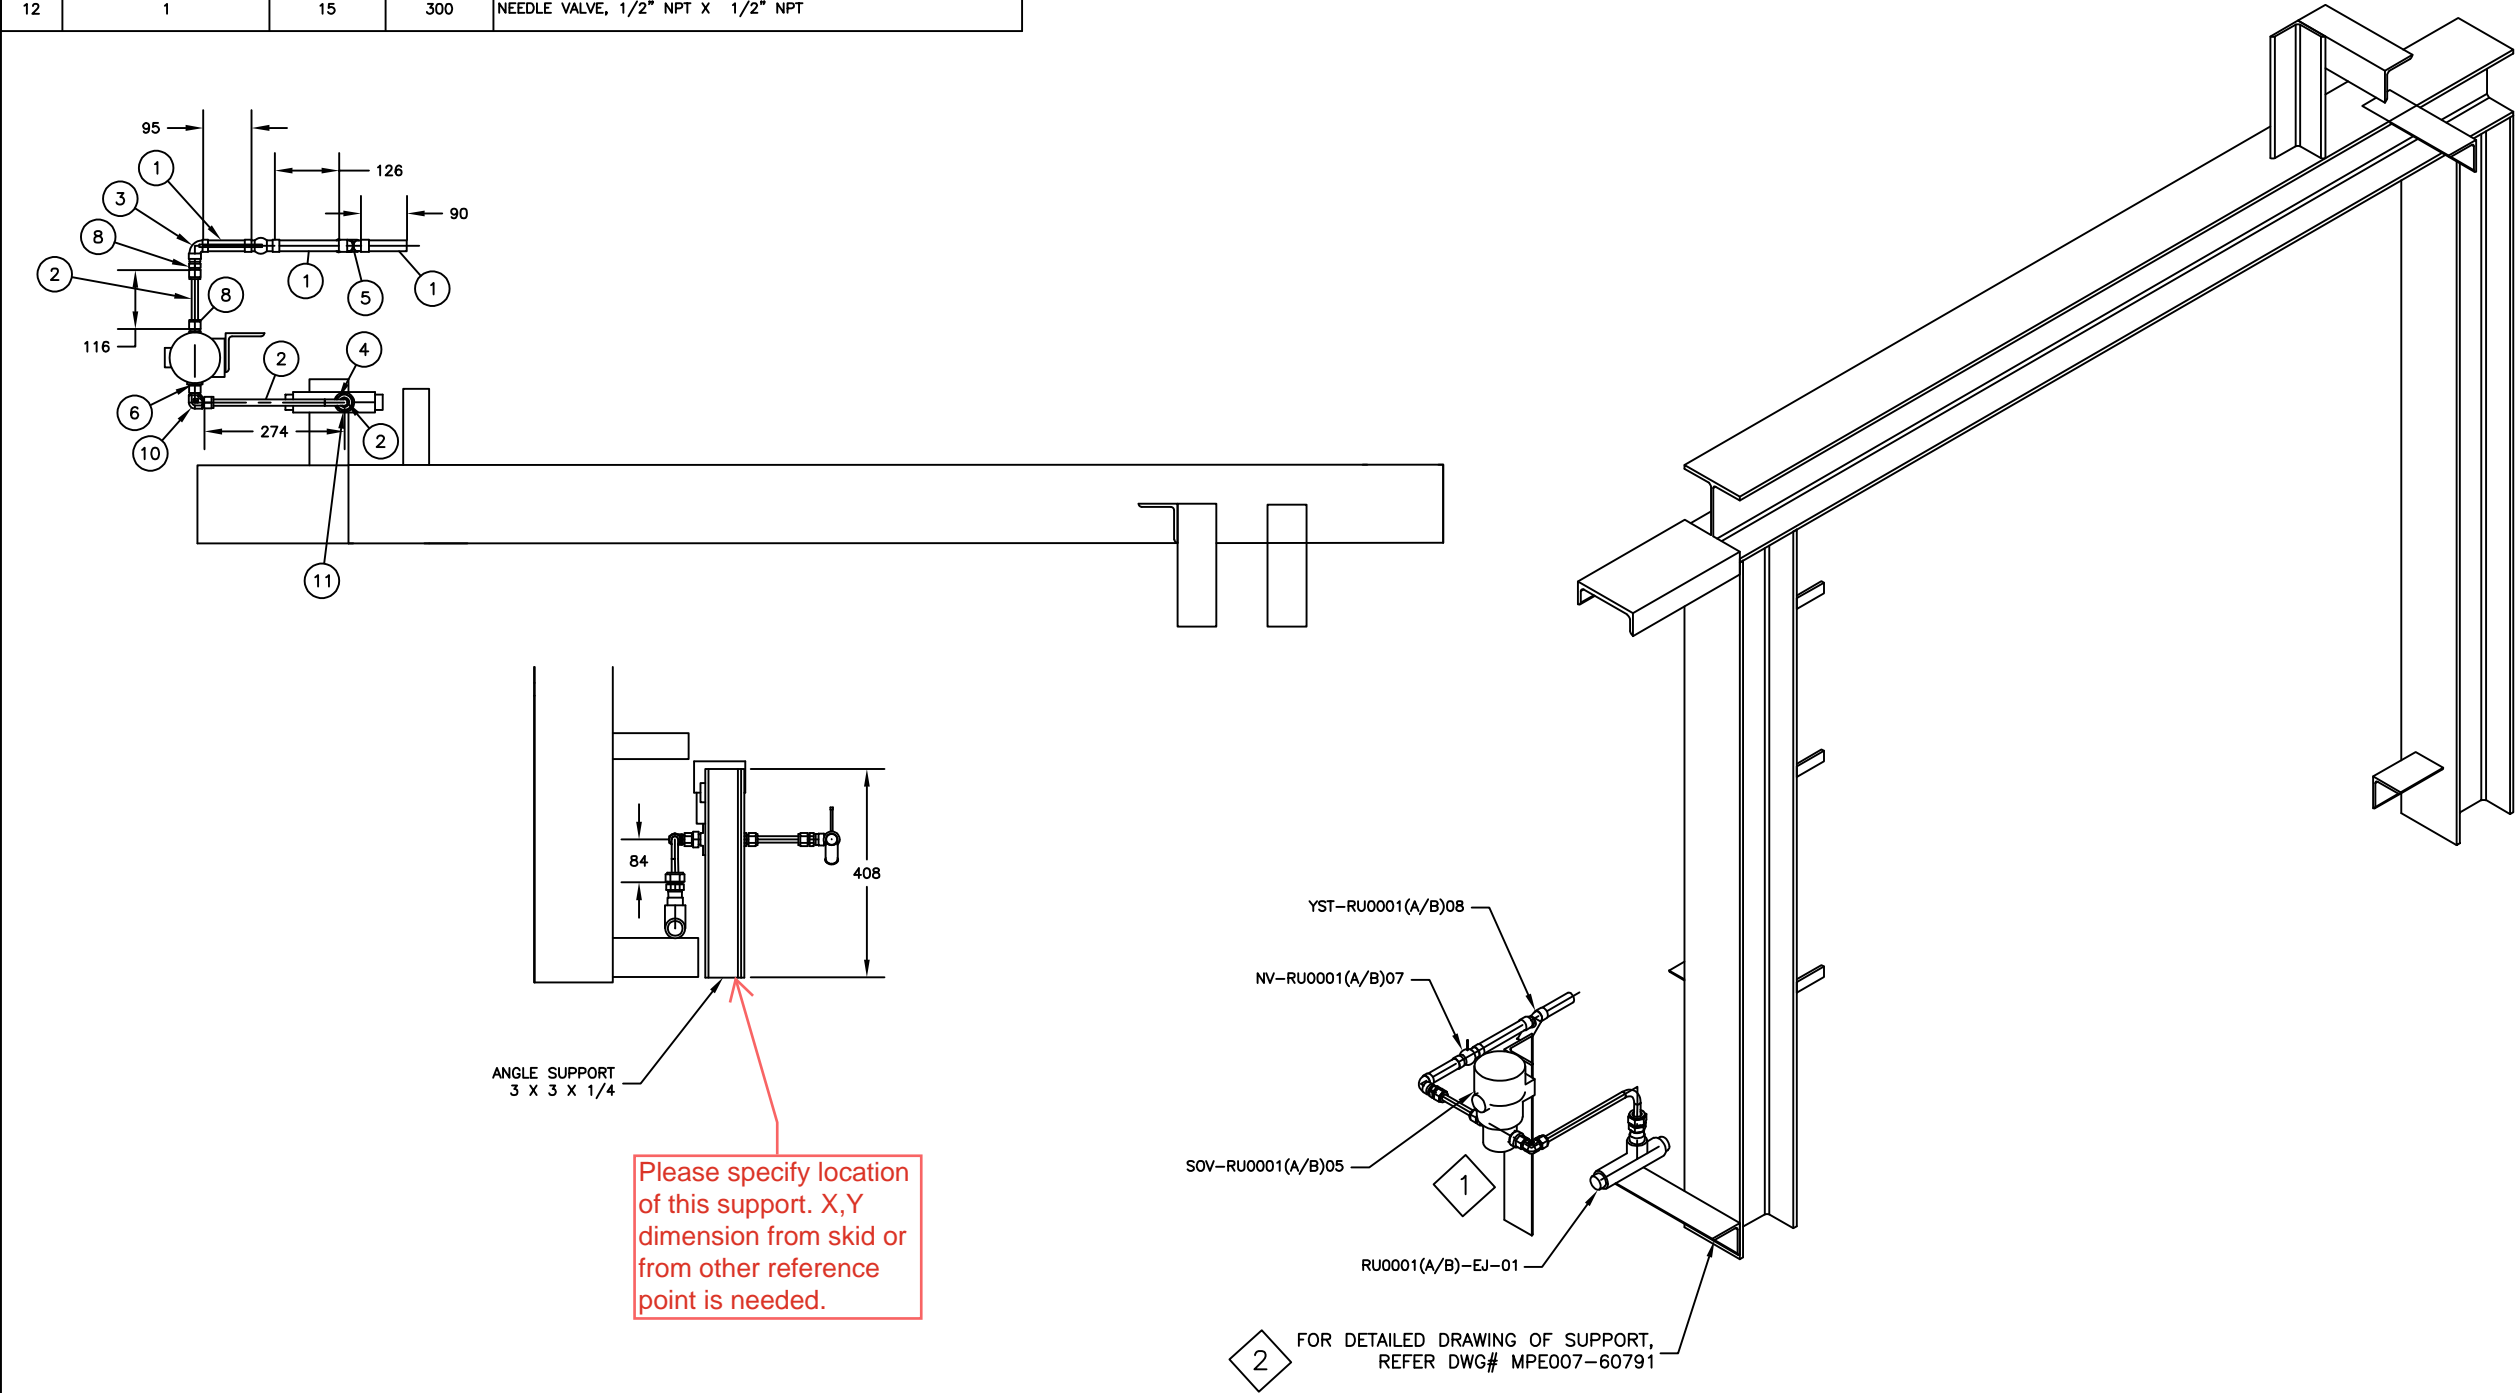 12 1 15 300 NEEDLE VALVE, 1/2" NPT X 1/2" NPT
95
1
126
3
90
8
2
8
1
5
1
116
2
4
6
274
2
10
11
84
408
ANGLE SUPPORT
3 X 3 X 1/4
Please specify location
of this support. X,Y
dimension from skid or
from other reference
point is needed.
YST-RU0001(A/B)08
NV-RU0001(A/B)07
SOV-RU0001(A/B)05
1
RU0001(A/B)-EJ-01
2
FOR DETAILED DRAWING OF SUPPORT,
REFER DWG# MPE007-60791